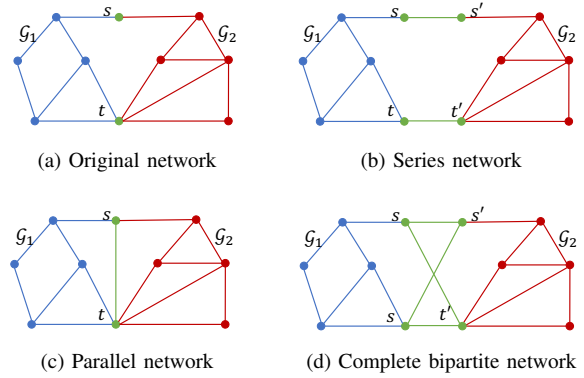 s s s′
𝒢₁ 𝒢₂ 𝒢₁ 𝒢₂
t t t′
(a) Original network (b) Series network
s s s′
𝒢₁ 𝒢₂ 𝒢₁ 𝒢₂
t s t′
(c) Parallel network (d) Complete bipartite network